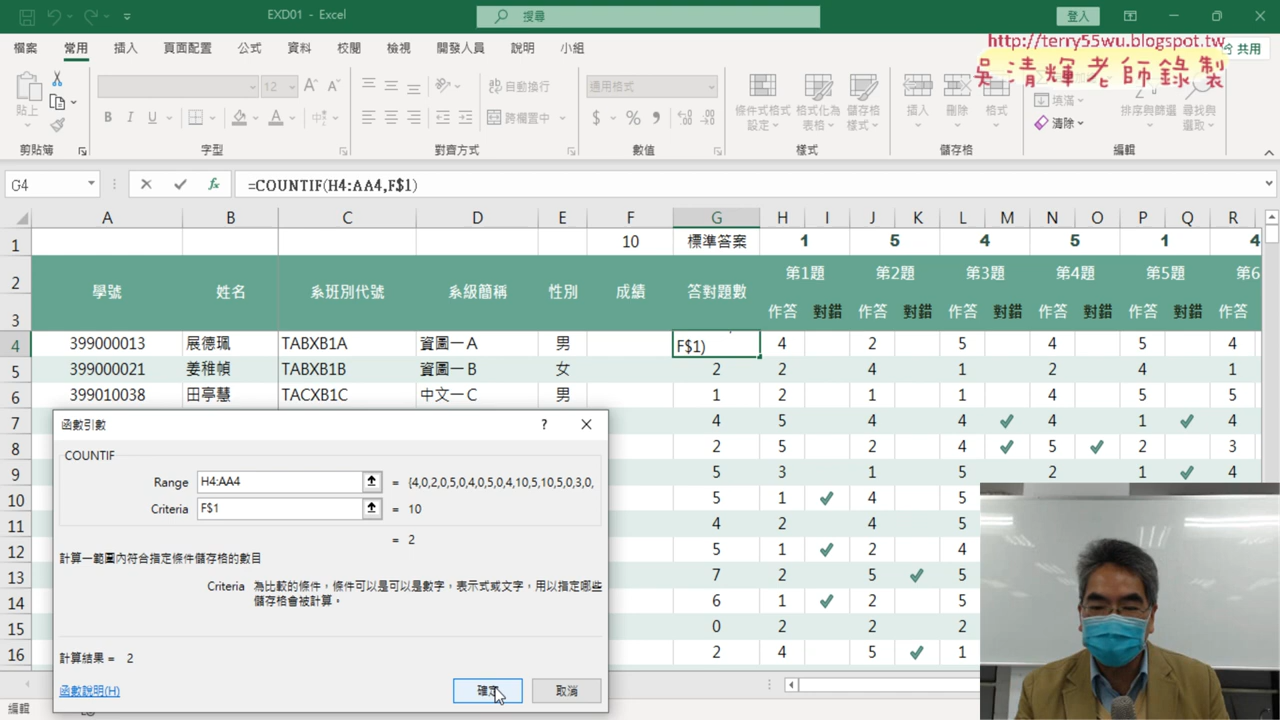 EXD01 - Excel
搜尋
登入
檔案 常用 插入 頁面配置 公式 資料 校閱 檢視 開發人員 說明 小組
共用
http://terry55wu.blogspot.tw
吳清輝老師錄製
貼上
12
自動換行
跨欄置中
通用格式
條件式格式設定
格式化為表格
儲存格樣式
插入 刪除 格式
填滿
清除
排序與篩選
尋找與選取
剪貼簿 字型 對齊方式 數值 樣式 儲存格 編輯
G4 =COUNTIF(H4:AA4,F$1)
A B C D E F G H I J K L M N O P Q R
1 10 標準答案 1 5 4 5 1 4
2 第1題 第2題 第3題 第4題 第5題 第6
學號 姓名 系班別代號 系級簡稱 性別 成績 答對題數
3 作答 對錯 作答 對錯 作答 對錯 作答 對錯 作答 對錯 作答
4 399000013 展德珮 TABXB1A 資圖一A 男 F$1) 4 2 5 4 5 4
5 399000021 姜稚幀 TABXB1B 資圖一B 女 2 2 4 1 2 4 1
6 399010038 田亭慧 TACXB1C 中文一C 男 1 2 1 1 4 5 5
7 4 5 4 4 ✓ 4 1 ✓ 4
8 2 5 2 4 ✓ 5 ✓ 2 3
9 5 3 1 5 2 1 ✓ 4
10 5 1 ✓ 4 5
11 4 2 4 5
12 5 1 ✓ 2 4
13 7 2 5 ✓ 5
14 6 1 ✓ 2 5
15 0 2 2 2
16 2 4 5 ✓ 1
函數引數 ?
COUNTIF
Range H4:AA4 = {4,0,2,0,5,0,4,0,5,0,4,10,5,10,5,0,3,0,
Criteria F$1 = 10
= 2
計算一範圍內符合指定條件儲存格的數目
Criteria 為比較的條件，條件可以是可以是數字，表示式或文字，用以指定哪些
儲存格會被計算。
計算結果 = 2
函數說明(H)
確定 取消
編輯